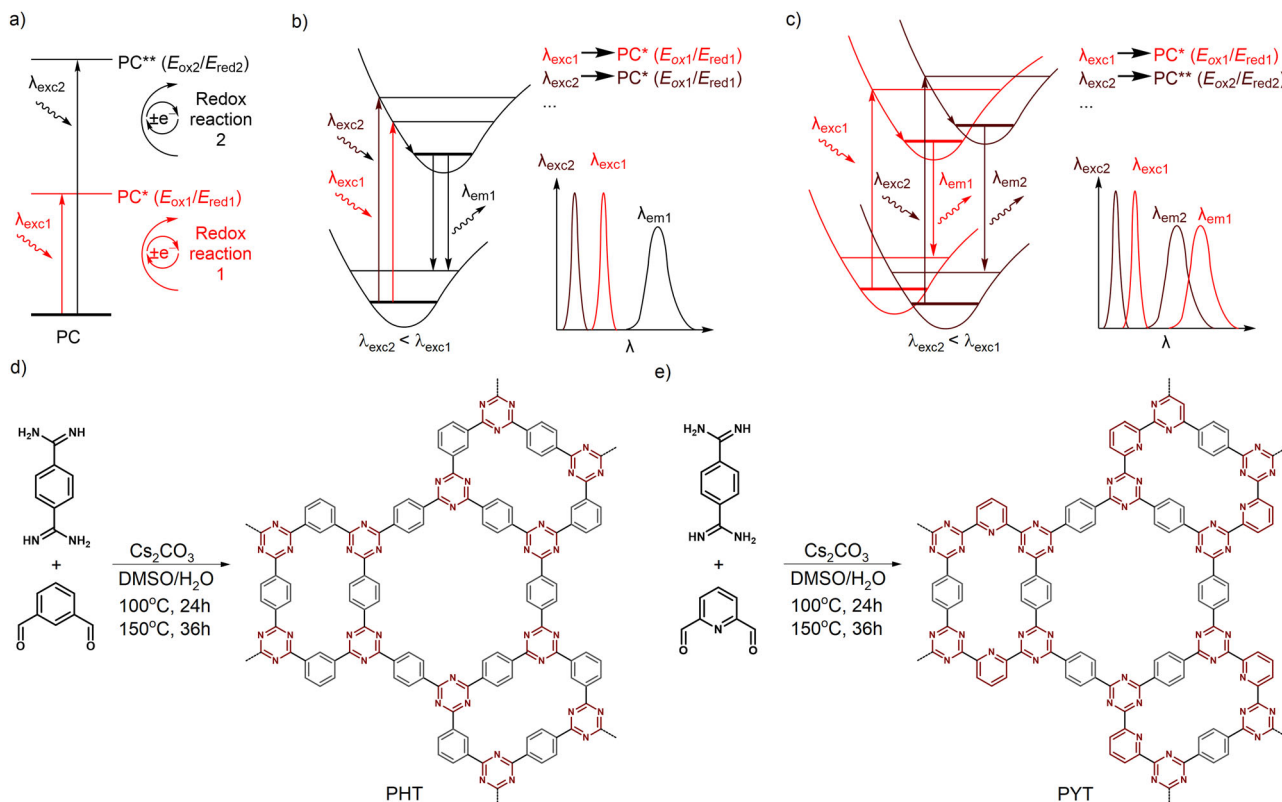 a)
PC** (Eox2/Ered2)
λexc2
±e⁻
Redox
reaction
2
PC* (Eox1/Ered1)
λexc1
±e⁻
Redox
reaction
1
PC
b)
λexc1 → PC* (Eox1/Ered1)
λexc2 → PC* (Eox1/Ered1)
...
λexc2
λexc1
λem1
λexc2 < λexc1
λexc2
λexc1
λem1
λ
c)
λexc1 → PC* (Eox1/Ered1)
λexc2 → PC** (Eox2/Ered2)
...
λexc1
λexc2
λem1
λem2
λexc2 < λexc1
λexc2
λexc1
λem2
λem1
λ
d)
H2N
NH
HN
NH2
+
O
O
Cs2CO3
DMSO/H2O
100°C, 24h
150°C, 36h
PHT
e)
H2N
NH
HN
NH2
+
O
N
O
Cs2CO3
DMSO/H2O
100°C, 24h
150°C, 36h
PYT